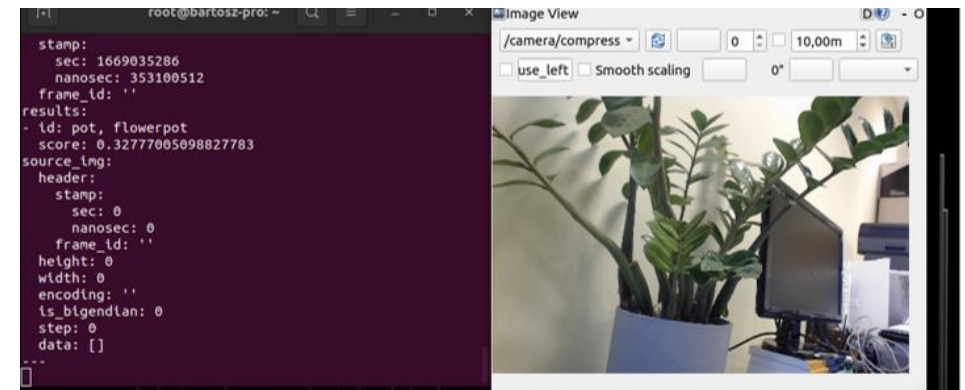 root@bartosz-pro: ~
stamp:
sec: 1669035286
nanosec: 353100512
frame_id: ''
results:
- id: pot, flowerpot
score: 0.32777005098827783
source_img:
header:
stamp:
sec: 0
nanosec: 0
frame_id: ''
height: 0
width: 0
encoding: ''
is_bigendian: 0
step: 0
data: []
---
Image View
D - O
/camera/compress
0
10,00m
use_left
Smooth scaling
0°